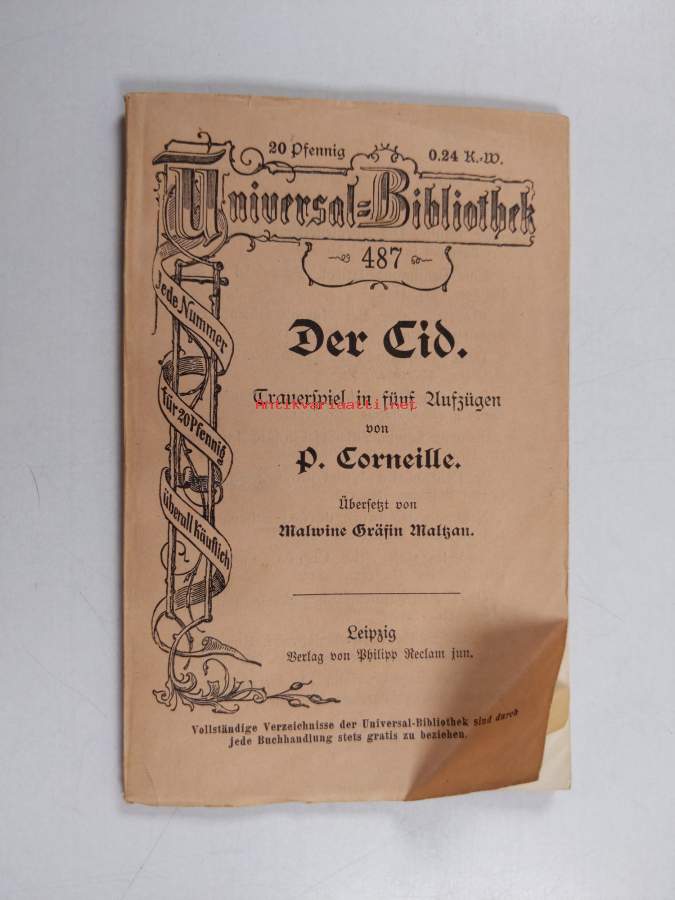 20 Pfennig 0.24 K.-W.
Universal-Bibliothek
487
Jede Nummer
für 20 Pfennig
überall käuflich
Der Cid.
Trauerspiel in fünf Aufzügen
Antikvariaatti.net
von
P. Corneille.
Übersetzt von
Malwine Gräfin Maltzan.
Leipzig
Verlag von Philipp Reclam jun.
Vollständige Verzeichnisse der Universal-Bibliothek sind durch
jede Buchhandlung stets gratis zu beziehen.